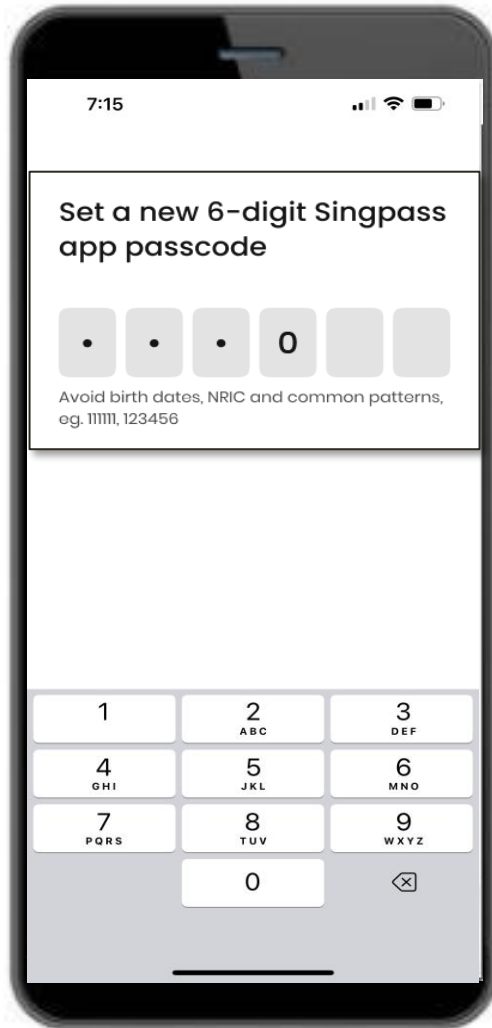 7:15
Set a new 6-digit Singpass
app passcode
• • • 0
Avoid birth dates, NRIC and common patterns,
eg. 111111, 123456
1 2 3
ABC DEF
4 5 6
GHI JKL MNO
7 8 9
PQRS TUV WXYZ
0